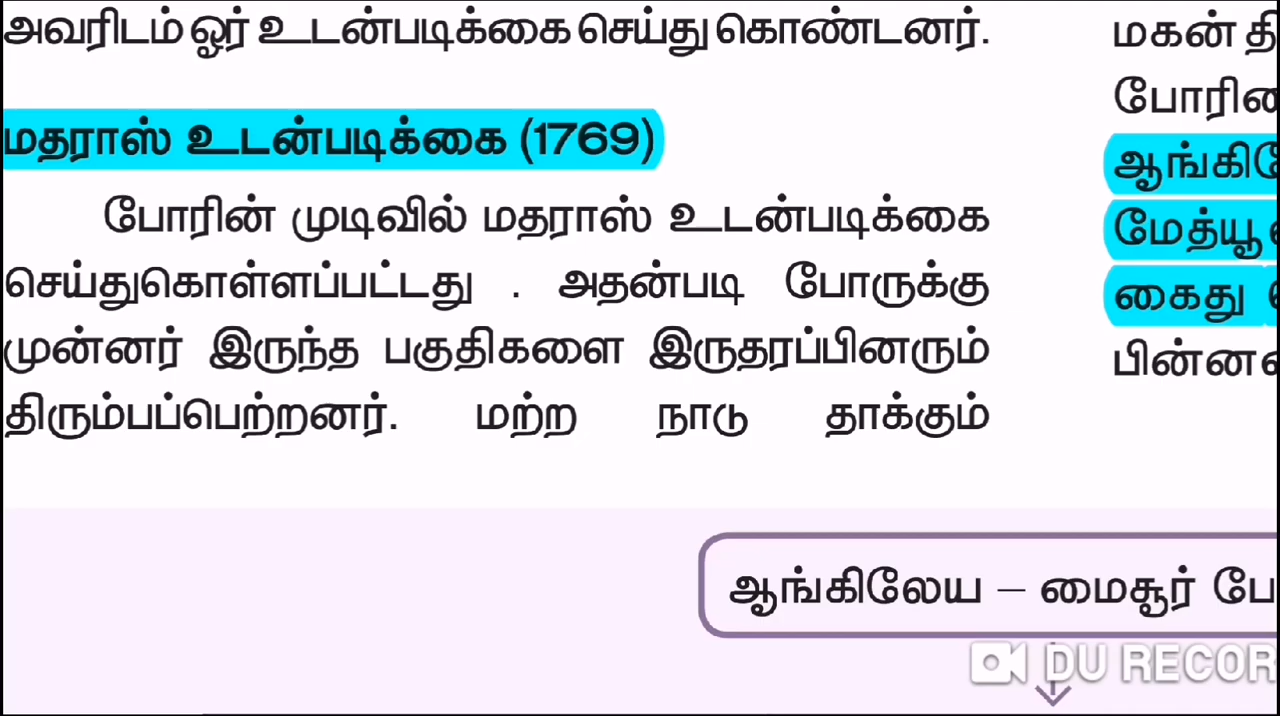 அவரிடம் ஓர் உடன்படிக்கை செய்து கொண்டனர்.
மதராஸ் உடன்படிக்கை (1769)
போரின் முடிவில் மதராஸ் உடன்படிக்கை
செய்துகொள்ளப்பட்டது . அதன்படி போருக்கு
முன்னர் இருந்த பகுதிகளை இருதரப்பினரும்
திரும்பப்பெற்றனர். மற்ற நாடு தாக்கும்
மகன்
மேத்யூ
கைது
ஆங்கிலேய – மைசூர்
DU RECOR